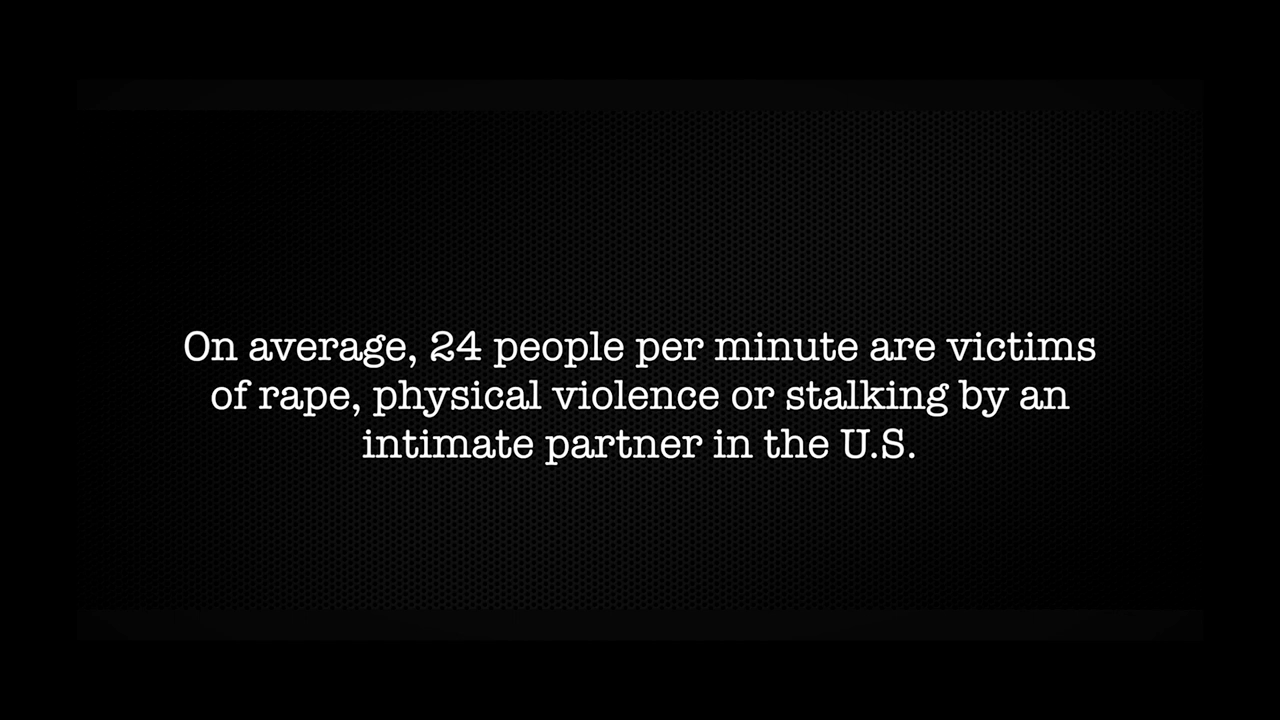 On average, 24 people per minute are victims
of rape, physical violence or stalking by an
intimate partner in the U.S.